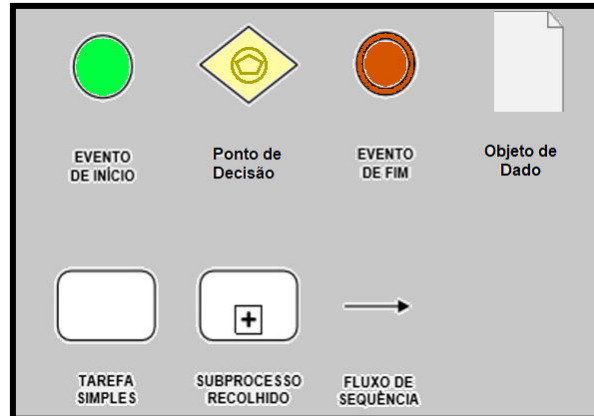 EVENTO
DE INÍCIO
Ponto de
Decisão
EVENTO
DE FIM
Objeto de
Dado
TAREFA
SIMPLES
SUBPROCESSO
RECOLHIDO
FLUXO DE
SEQUÊNCIA